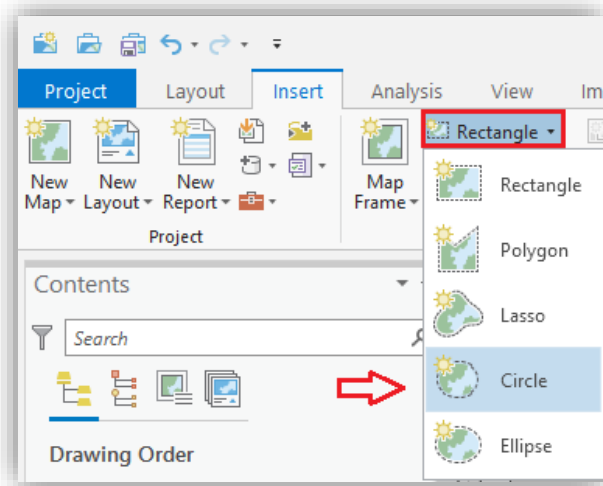 Project Layout Insert Analysis View Im
Rectangle
New Map New Layout New Report Map Frame
Project
Rectangle
Polygon
Lasso
Circle
Ellipse
Contents
Search
Drawing Order